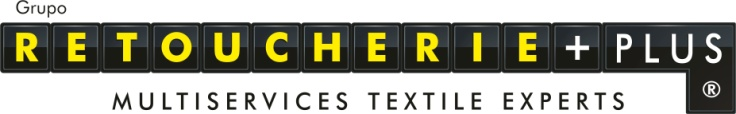 Grupo
RETOUCHERIE+PLUS
®
MULTISERVICES TEXTILE EXPERTS